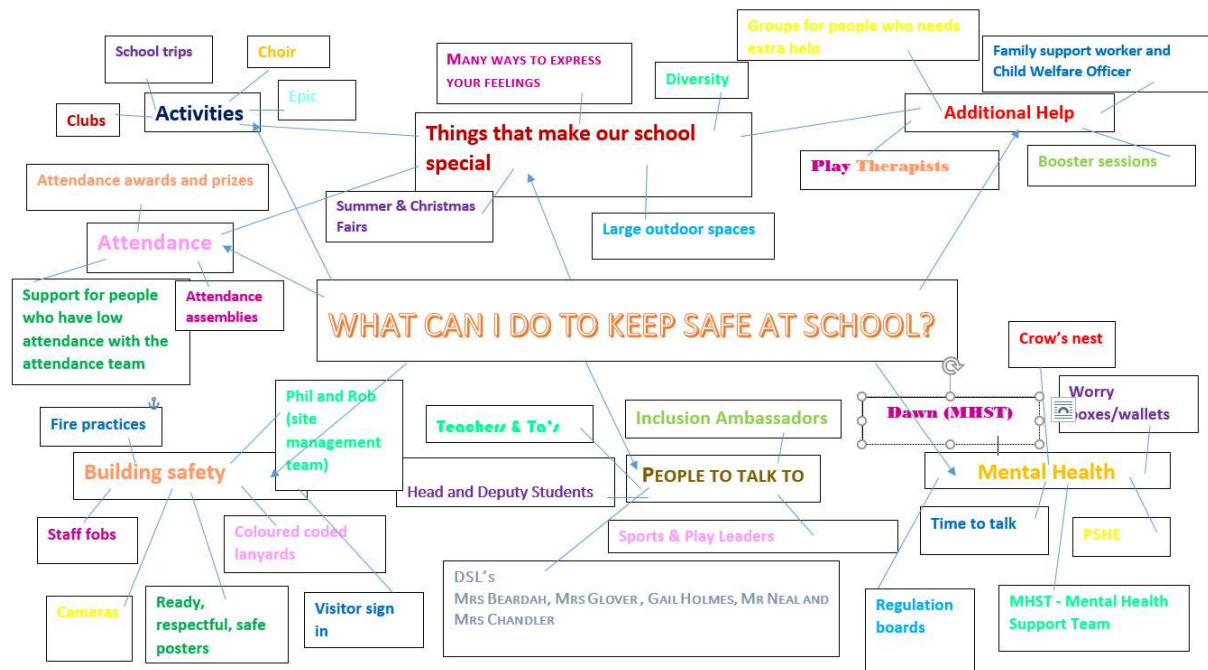 School trips
Choir
Epic
Clubs
Activities
MANY WAYS TO EXPRESS
YOUR FEELINGS
Diversity
Things that make our school
special
Summer & Christmas
Fairs
Large outdoor spaces
Groups for people who needs
extra help
Family support worker and
Child Welfare Officer
Additional Help
Play Therapists
Booster sessions
Attendance awards and prizes
Attendance
Support for people
who have low
attendance with the
attendance team
Attendance
assemblies
WHAT CAN I DO TO KEEP SAFE AT SCHOOL?
Fire practices
Phil and Rob
(site
management
team)
Building safety
Staff fobs
Coloured coded
lanyards
Cameras
Ready,
respectful, safe
posters
Visitor sign
in
Teachers & Ta's
Inclusion Ambassadors
Head and Deputy Students
PEOPLE TO TALK TO
Sports & Play Leaders
DSL's
MRS BEARDAH, MRS GLOVER , GAIL HOLMES, MR NEAL AND
MRS CHANDLER
Crow's nest
Dawn (MHST)
Worry
oxes/wallets
Mental Health
Time to talk
PSHE
Regulation
boards
MHST - Mental Health
Support Team